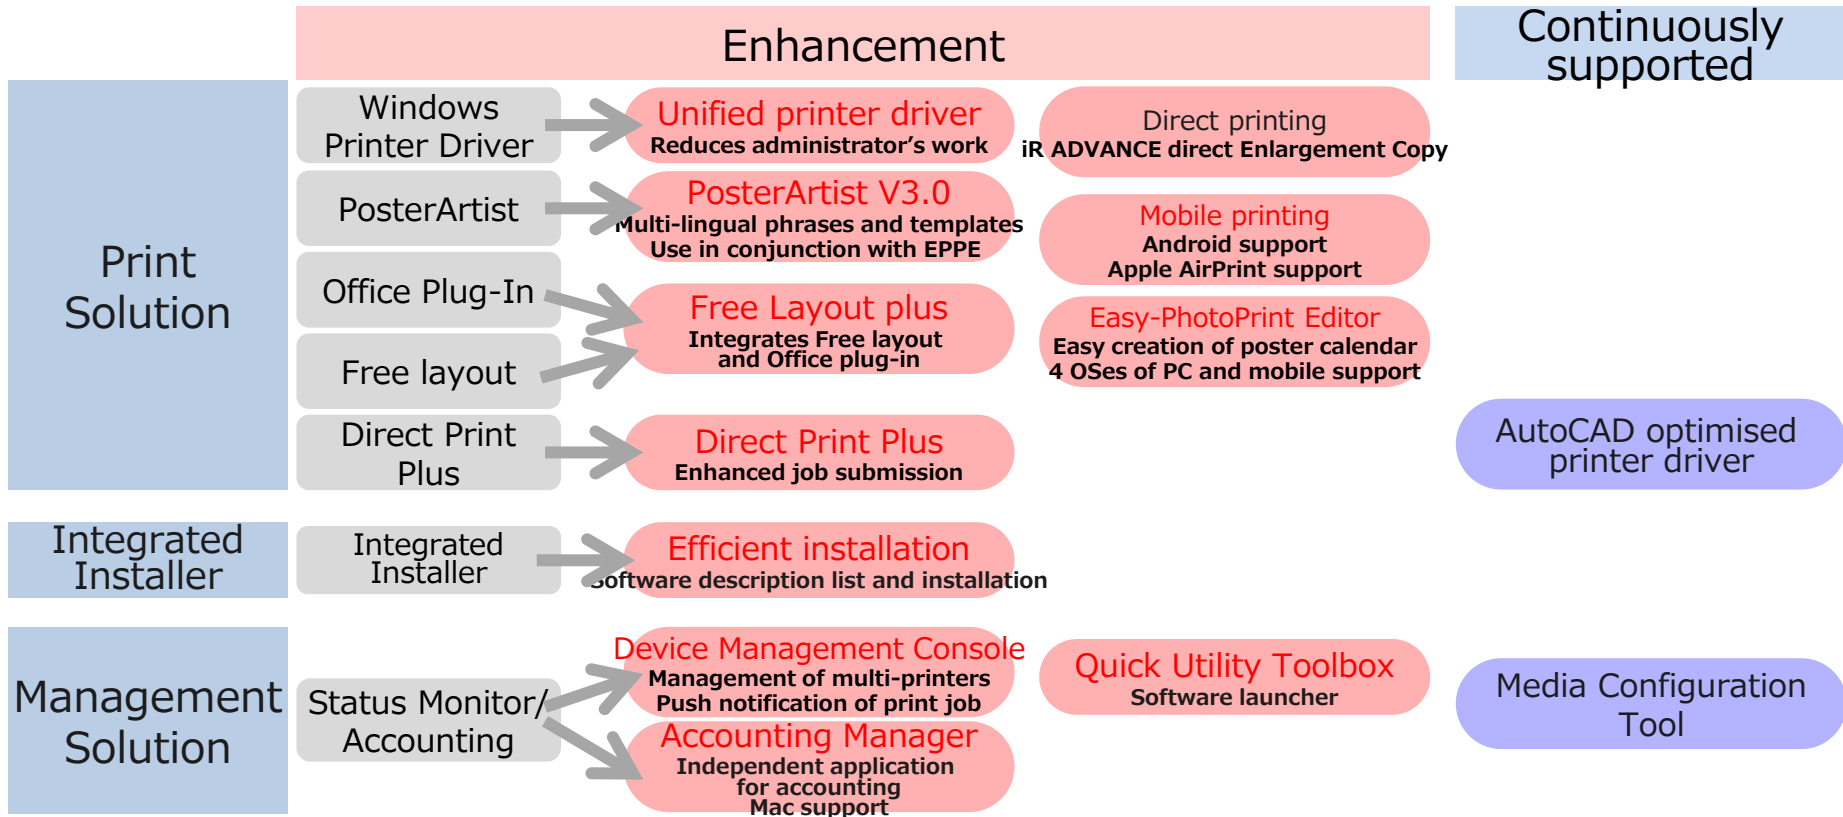 Enhancement
Continuously
supported
Print
Solution
Windows
Printer Driver
Unified printer driver
Reduces administrator’s work
Direct printing
iR ADVANCE direct Enlargement Copy
PosterArtist
PosterArtist V3.0
Multi-lingual phrases and templates
Use in conjunction with EPPE
Mobile printing
Android support
Apple AirPrint support
Office Plug-In
Free layout
Free Layout plus
Integrates Free layout
and Office plug-in
Easy-PhotoPrint Editor
Easy creation of poster calendar
4 OSes of PC and mobile support
Direct Print
Plus
Direct Print Plus
Enhanced job submission
AutoCAD optimised
printer driver
Integrated
Installer
Integrated
Installer
Efficient installation
Software description list and installation
Management
Solution
Status Monitor/
Accounting
Device Management Console
Management of multi-printers
Push notification of print job
Accounting Manager
Independent application
for accounting
Mac support
Quick Utility Toolbox
Software launcher
Media Configuration
Tool